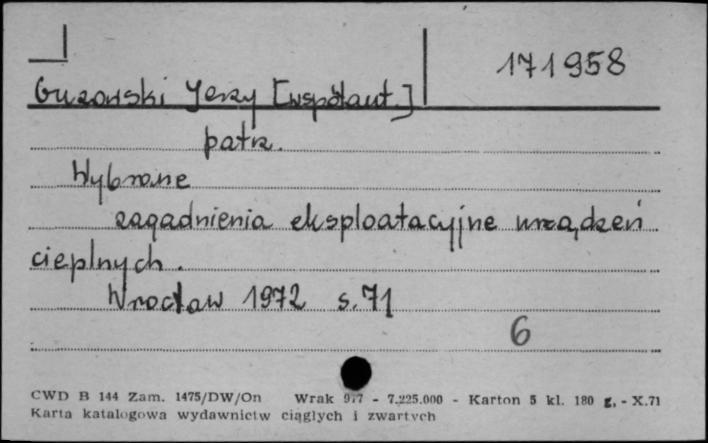 171958
Guzowski Jerzy [współaut.]
patrz.
Wybrane
zagadnienia eksploatacyjne urządzeń
cieplnych.
Wrocław 1972 s. 71
6
CWD B 144 Zam. 1475/DW/On Wrak 977 - 7.225.000 - Karton 5 kl. 180 g. - X.71
Karta katalogowa wydawnictw ciągłych i zwartych